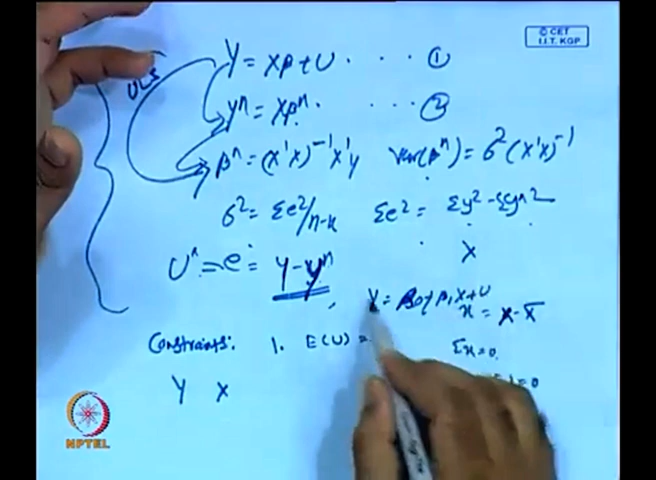 © CET
I.I.T. KGP
Y = Xβ + U . . . ①
Y^ = Xβ^ . . . ②
OLS
β^ = (X'X)⁻¹X'y var(β^) = σ²(X'X)⁻¹
σ² = Σe²/n-k Σe² = Σy² - Σy^²
X
U^ = e = Y - Y^
Y = β0 + β1X + U
x = X - X̅
Constraints: 1. E(U) =
Σx = 0
= 0
Y X
NPTEL